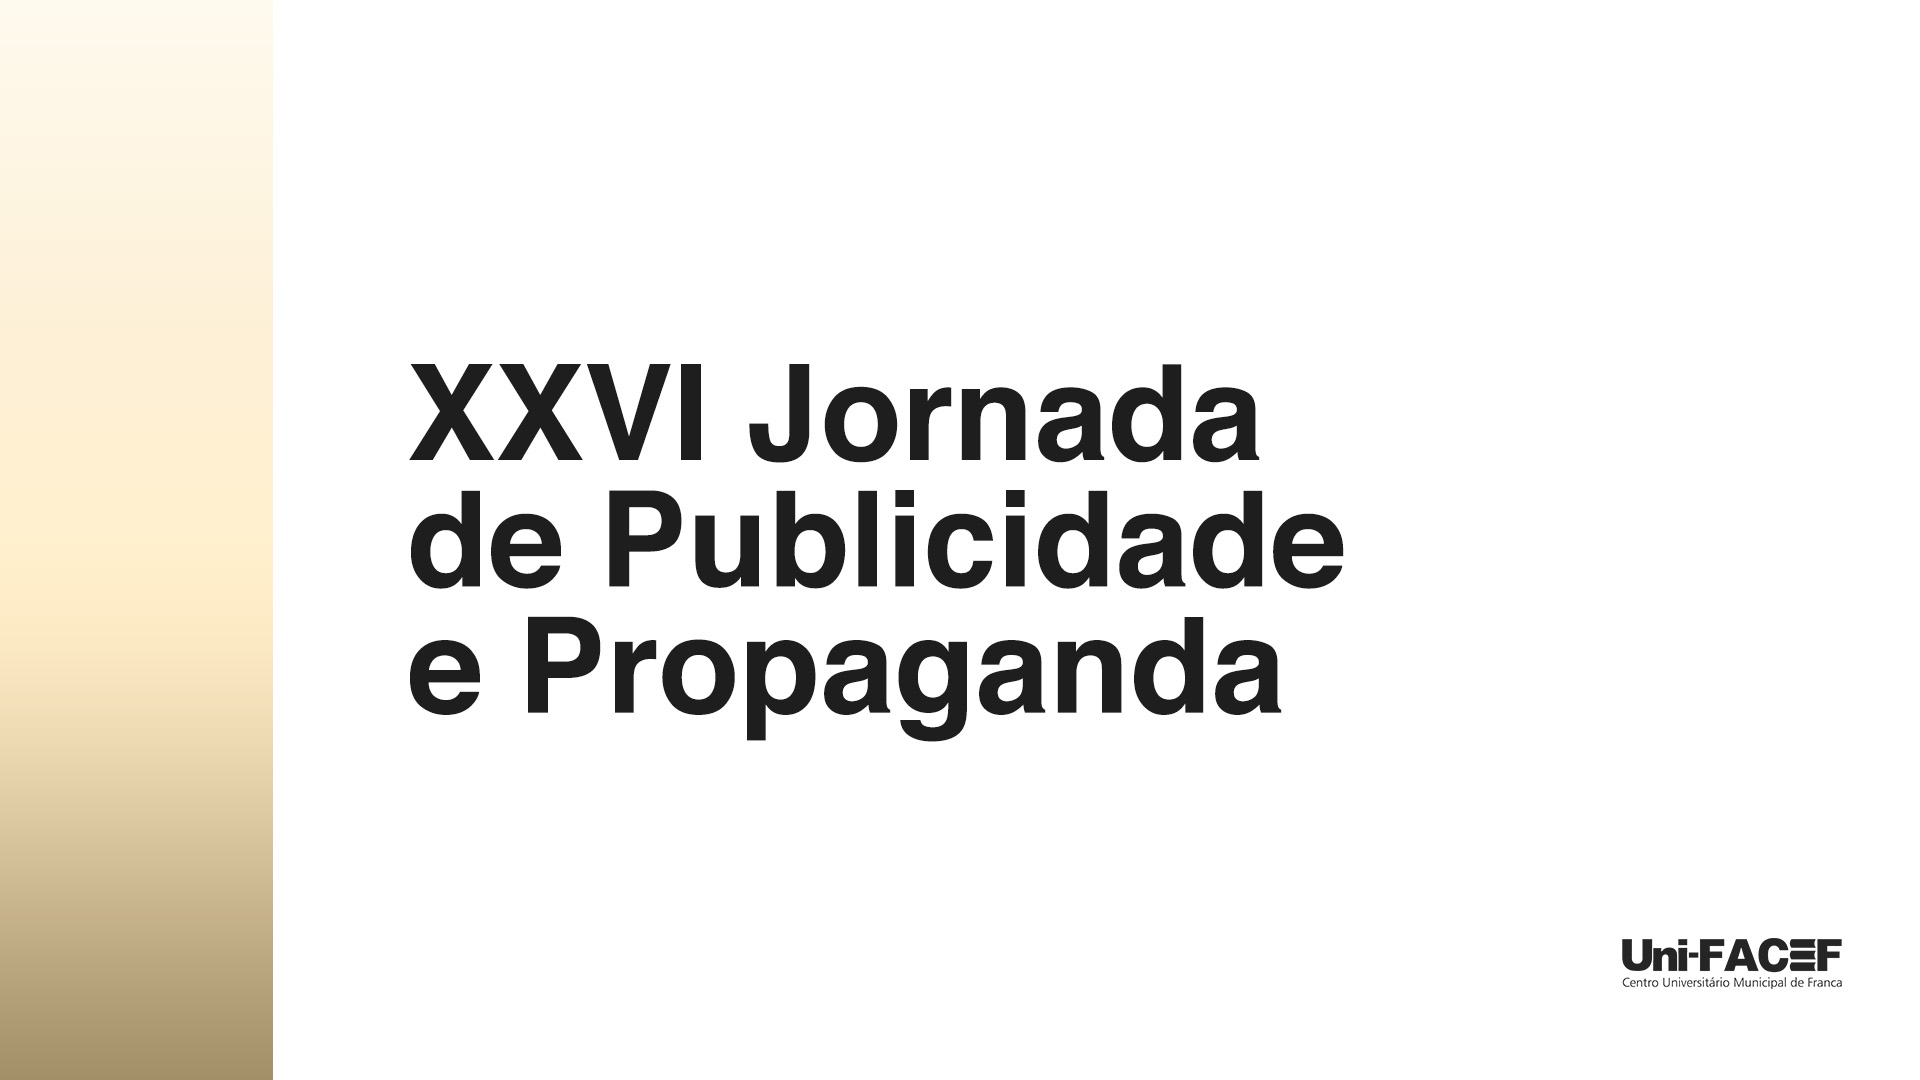 XXVI Jornada
de Publicidade
e Propaganda
Uni-FACEF
Centro Universitário Municipal de Franca